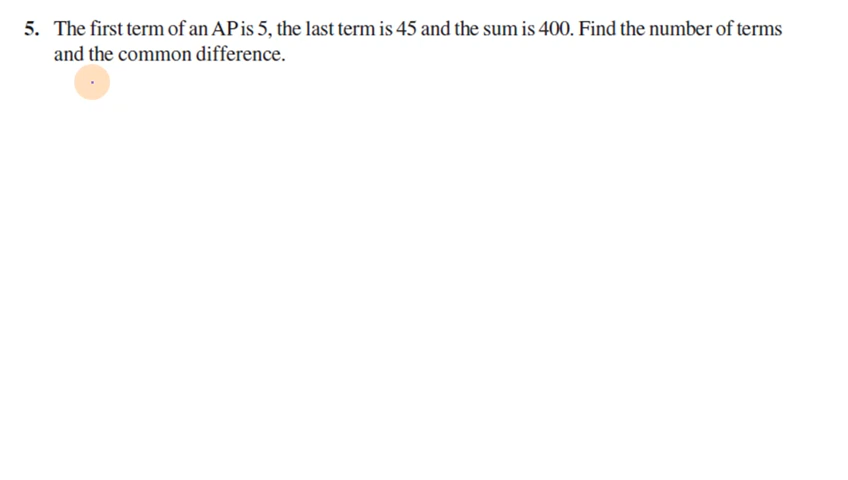 5. The first term of an AP is 5, the last term is 45 and the sum is 400. Find the number of terms
and the common difference.